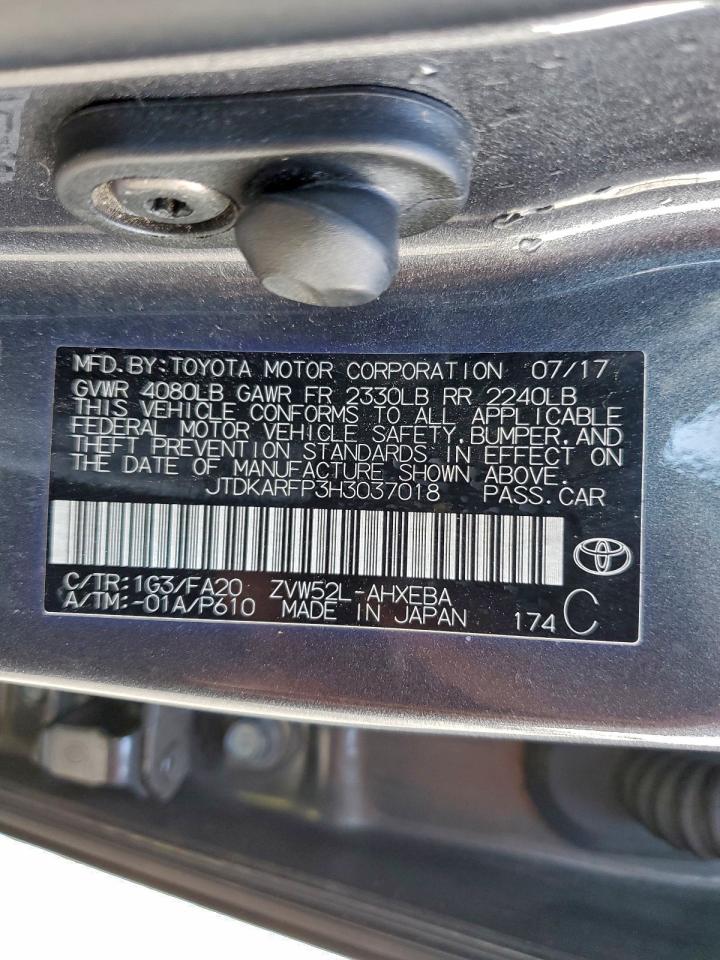 MFD.BY:TOYOTA MOTOR CORPORATION 07/17
GVWR 4080LB GAWR FR 2330LB RR 2240LB
THIS VEHICLE CONFORMS TO ALL APPLICABLE
FEDERAL MOTOR VEHICLE SAFETY,BUMPER,AND
THEFT PREVENTION STANDARDS IN EFFECT ON
THE DATE OF MANUFACTURE SHOWN ABOVE.
JTDKARFP3H3037018 PASS.CAR
C/TR:1G3/FA20 ZVW52L-AHXEBA
A/TM:-01A/P610 MADE IN JAPAN 174 C